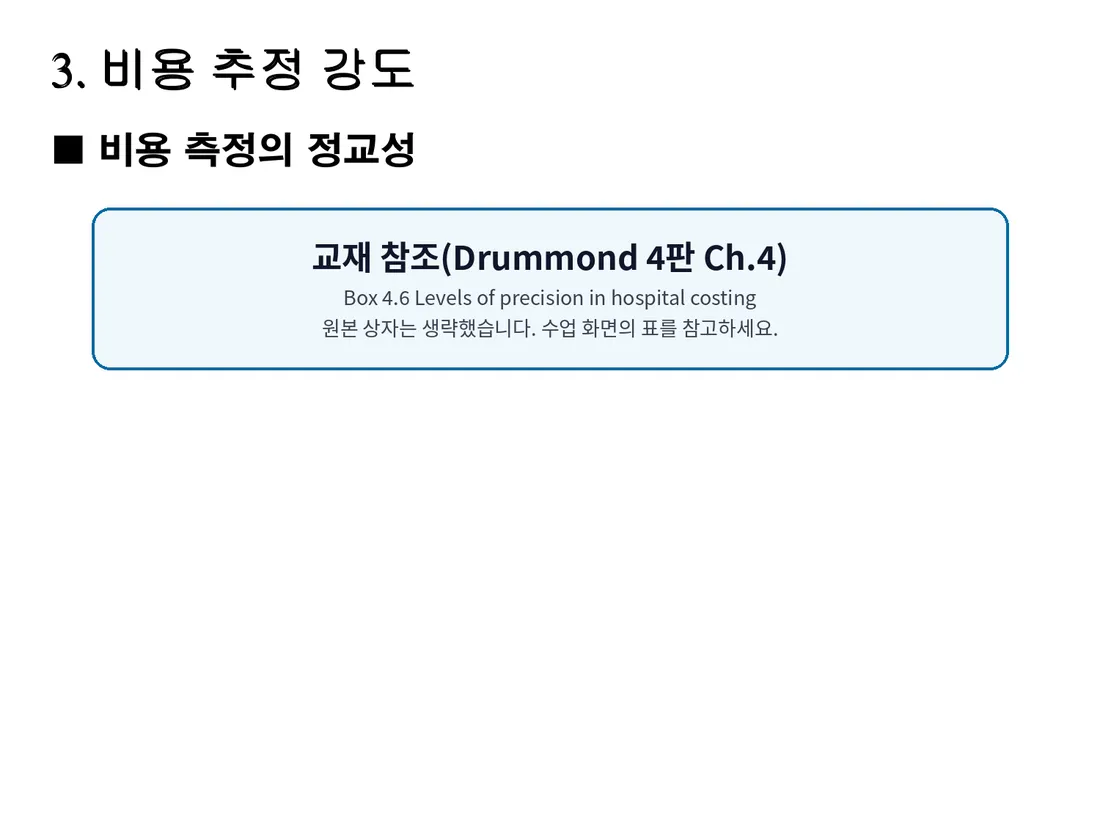 3. 비용 추정 강도
■ 비용 측정의 정교성
교재 참조(Drummond 4판 Ch.4)
Box 4.6 Levels of precision in hospital costing
원본 상자는 생략했습니다. 수업 화면의 표를 참고하세요.